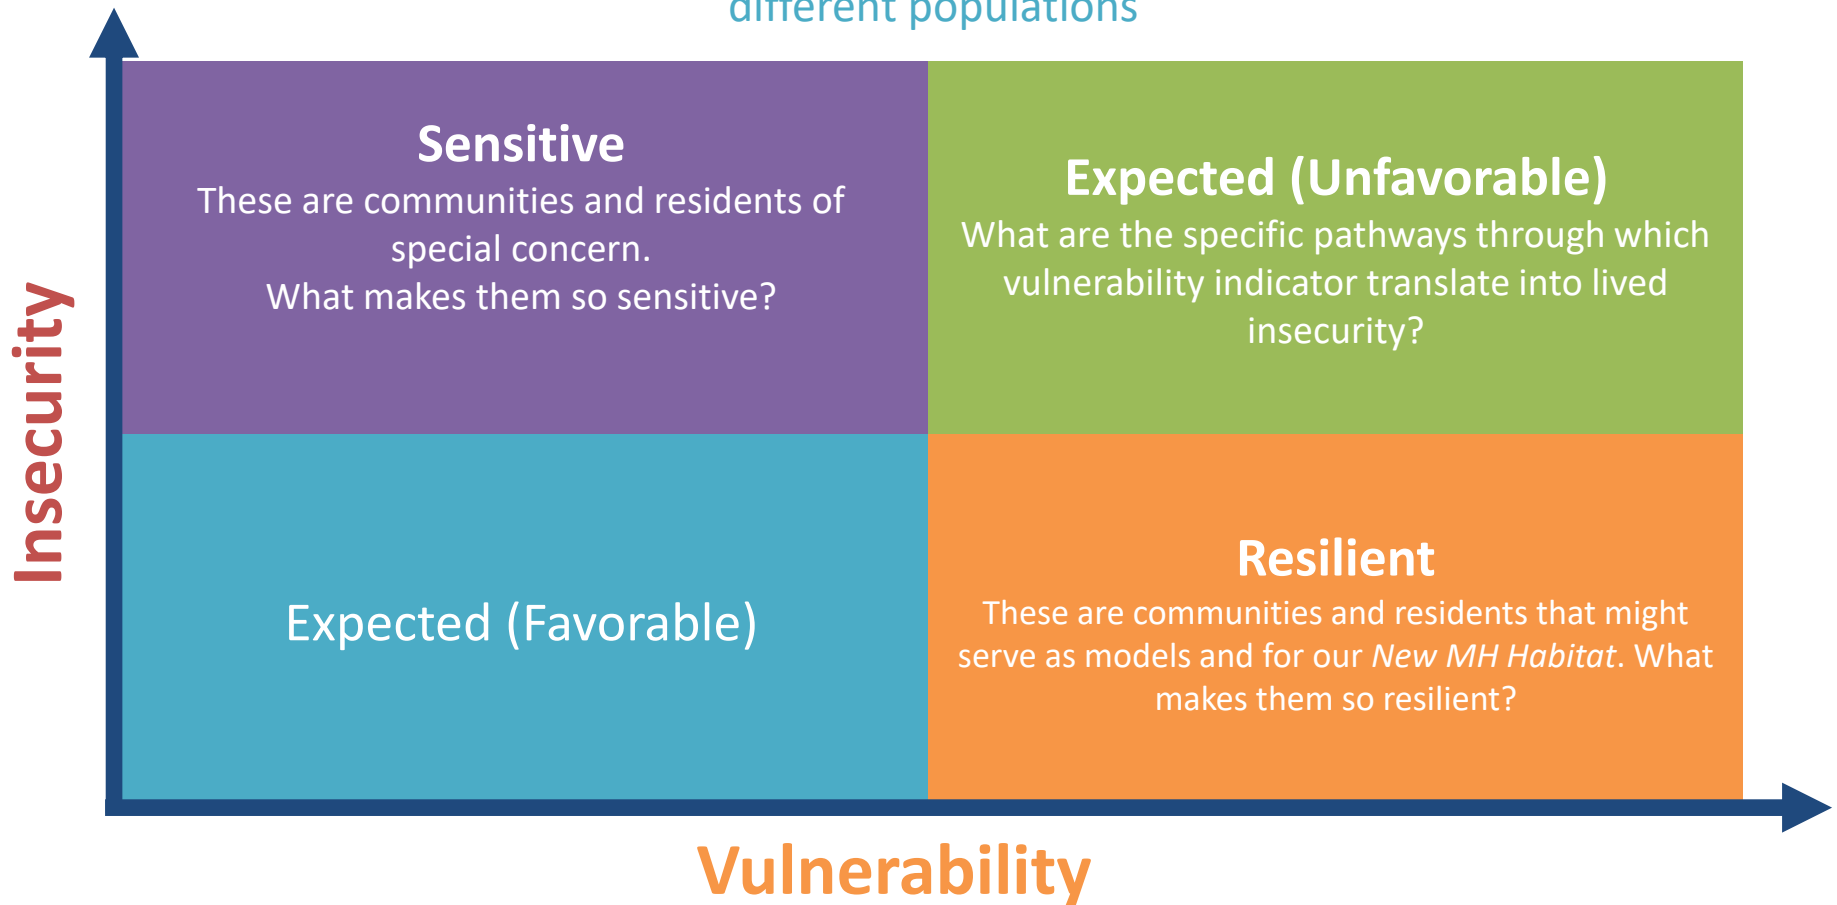 different populations
Sensitive
These are communities and residents of
special concern.
What makes them so sensitive?
Expected (Unfavorable)
What are the specific pathways through which
vulnerability indicator translate into lived
insecurity?
Insecurity
Expected (Favorable)
Resilient
These are communities and residents that might
serve as models and for our New MH Habitat. What
makes them so resilient?
Vulnerability